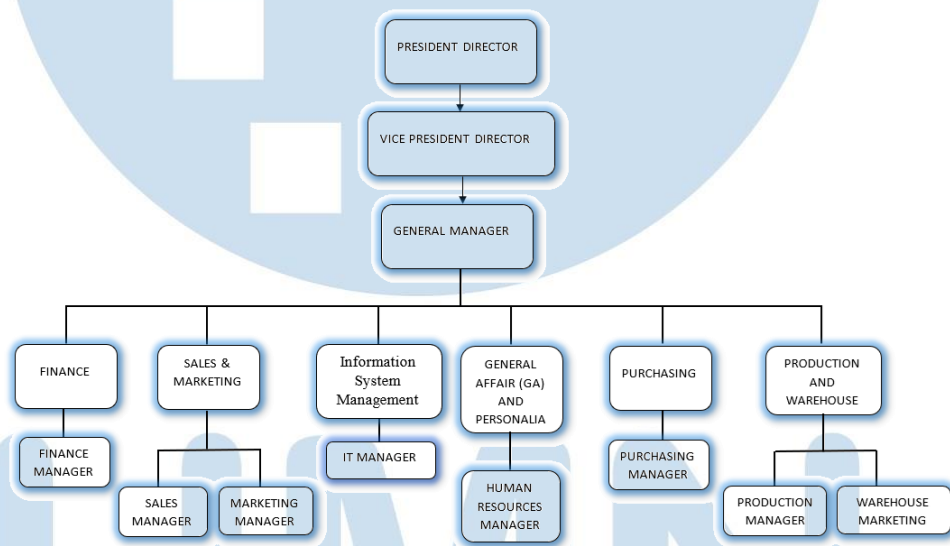 PRESIDENT DIRECTOR
VICE PRESIDENT DIRECTOR
GENERAL MANAGER
FINANCE
SALES &
MARKETING
Information
System
Management
GENERAL
AFFAIR (GA)
AND
PERSONALIA
PURCHASING
PRODUCTION
AND
WAREHOUSE
FINANCE
MANAGER
SALES
MANAGER
MARKETING
MANAGER
IT MANAGER
HUMAN
RESOURCES
MANAGER
PURCHASING
MANAGER
PRODUCTION
MANAGER
WAREHOUSE
MARKETING